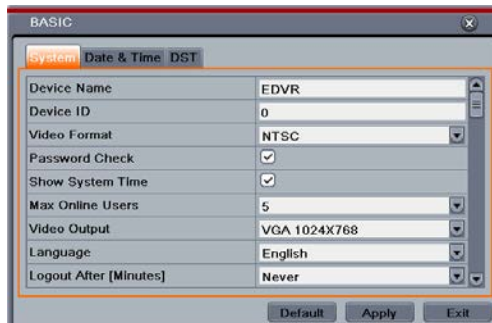 BASIC
System Date & Time DST
Device Name EDVR
Device ID 0
Video Format NTSC
Password Check
Show System Time
Max Online Users 5
Video Output VGA 1024X768
Language English
Logout After [Minutes] Never
Default Apply Exit